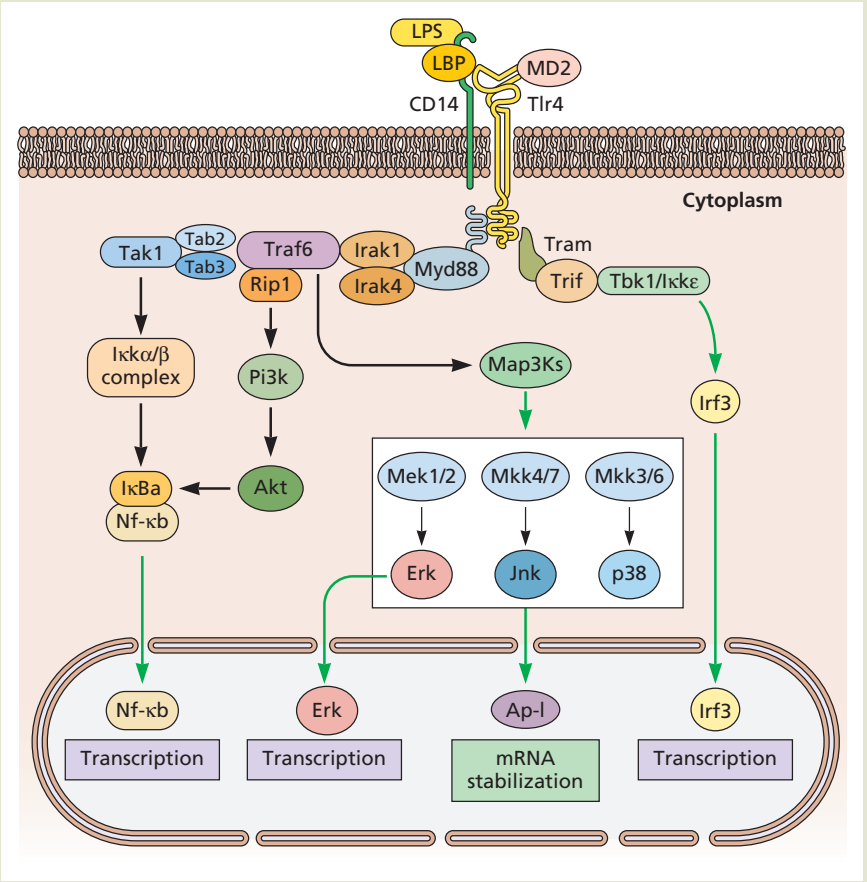 LPS
LBP
MD2
CD14
Tlr4
Cytoplasm
Tak1
Tab2
Tab3
Traf6
Rip1
Irak1
Irak4
Myd88
Tram
Trif
Tbk1/Iκkε
Iκkα/β
complex
Pi3k
Map3Ks
Irf3
IκBa
Nf-κb
Akt
Mek1/2
Mkk4/7
Mkk3/6
Erk
Jnk
p38
Nf-κb
Erk
Ap-l
Irf3
Transcription
Transcription
mRNA
stabilization
Transcription